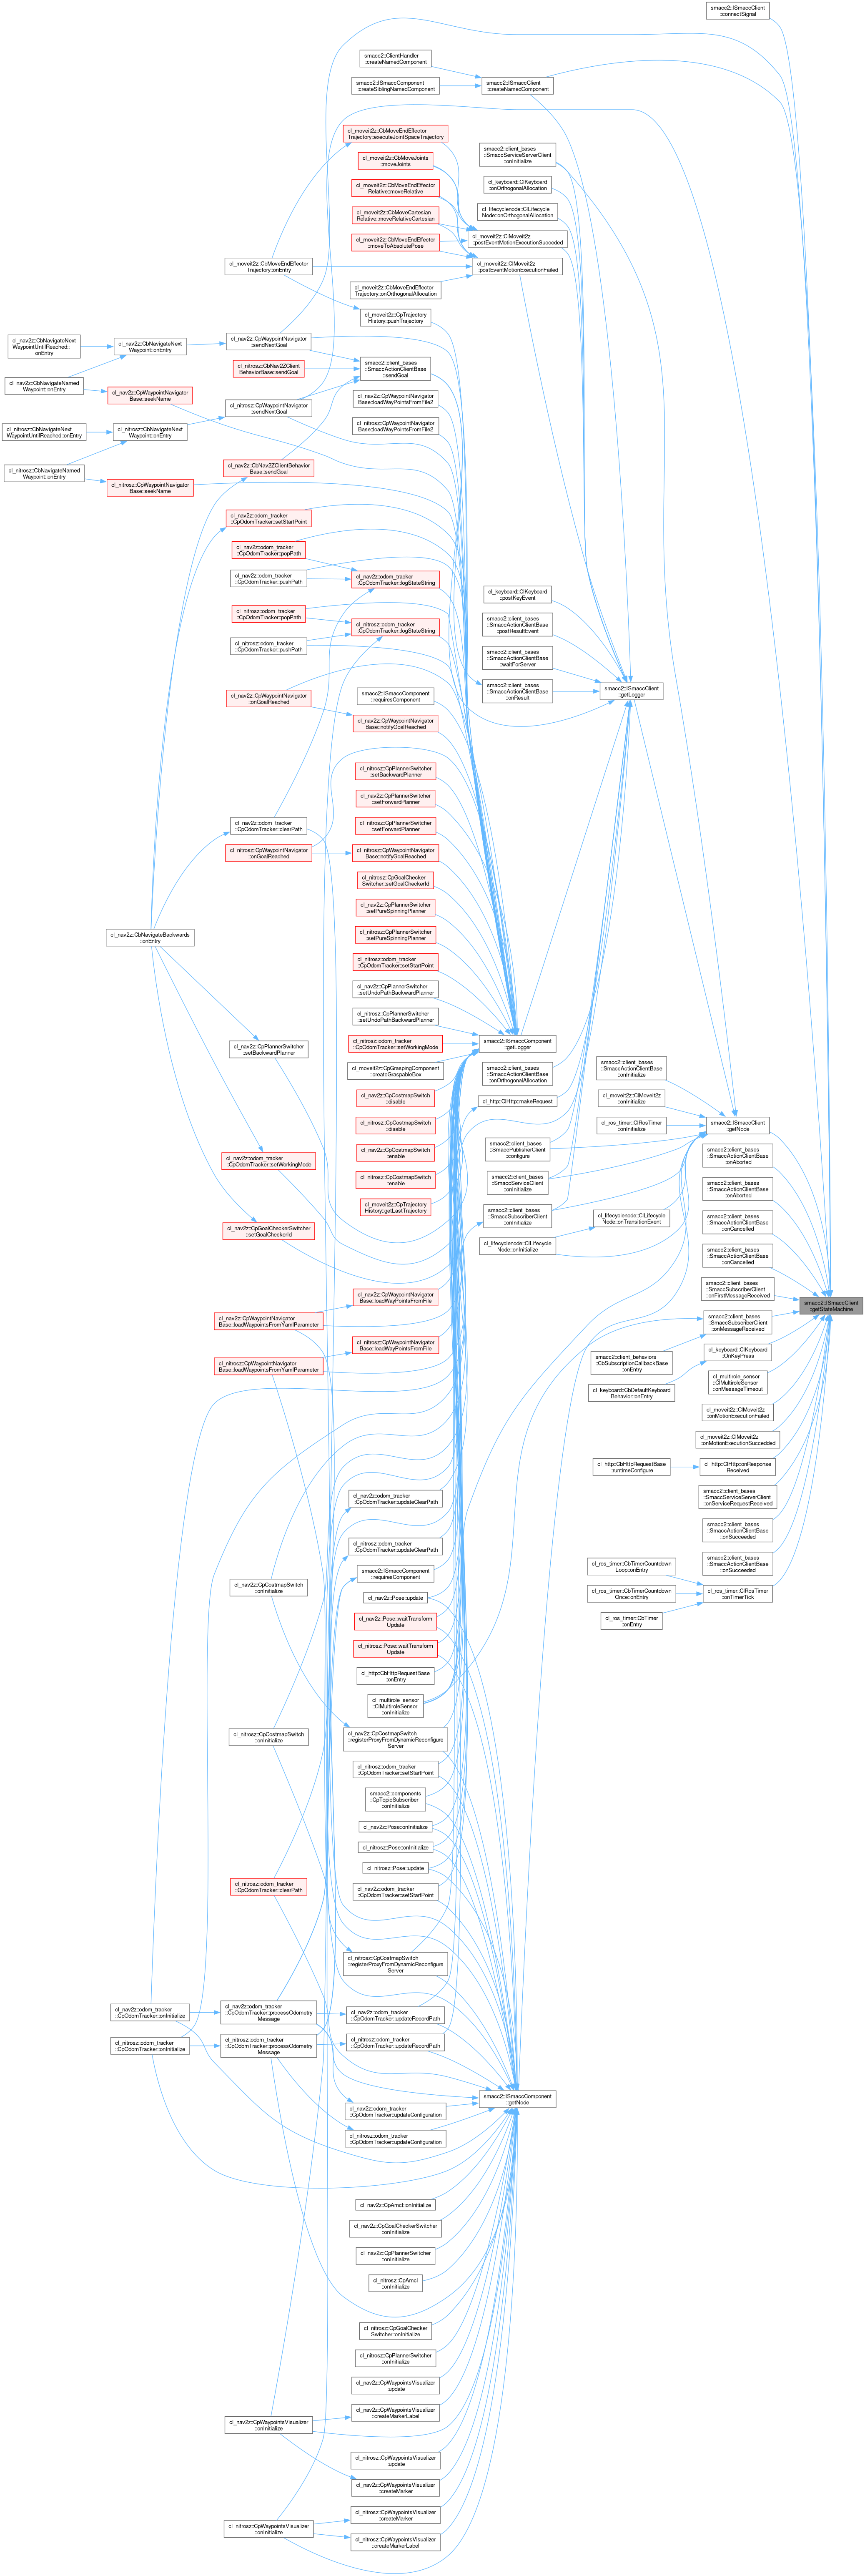 smacc2::ISmaccClient
::connectSignal
smacc2::ClientHandler
::createNamedComponent
smacc2::ISmaccComponent
::createSiblingNamedComponent
smacc2::ISmaccClient
::createNamedComponent
cl_moveit2z::CbMoveEndEffector
Trajectory::executeJointSpaceTrajectory
smacc2::client_bases
::SmaccServiceServerClient
::onInitialize
cl_moveit2z::CbMoveJoints
::moveJoints
cl_keyboard::ClKeyboard
::onOrthogonalAllocation
cl_moveit2z::CbMoveEndEffector
Relative::moveRelative
cl_lifecyclenode::ClLifecycle
Node::onOrthogonalAllocation
cl_moveit2z::CbMoveCartesian
Relative::moveRelativeCartesian
cl_moveit2z::ClMoveit2z
::postEventMotionExecutionSucceded
cl_moveit2z::CbMoveEndEffector
::moveToAbsolutePose
cl_moveit2z::CbMoveEndEffector
Trajectory::onEntry
cl_moveit2z::ClMoveit2z
::postEventMotionExecutionFailed
cl_moveit2z::CbMoveEndEffector
Trajectory::onOrthogonalAllocation
cl_moveit2z::CpTrajectory
History::pushTrajectory
cl_nav2z::CbNavigateNext
WaypointUntilReached::
onEntry
cl_nav2z::CbNavigateNext
Waypoint::onEntry
cl_nav2z::CpWaypointNavigator
::sendNextGoal
cl_nitrosz::CbNav2ZClient
BehaviorBase::sendGoal
smacc2::client_bases
::SmaccActionClientBase
::sendGoal
cl_nav2z::CbNavigateNamed
Waypoint::onEntry
cl_nav2z::CpWaypointNavigator
Base::seekName
cl_nitrosz::CpWaypointNavigator
::sendNextGoal
cl_nav2z::CpWaypointNavigator
Base::loadWayPointsFromFile2
cl_nitrosz::CpWaypointNavigator
Base::loadWayPointsFromFile2
cl_nitrosz::CbNavigateNext
WaypointUntilReached::onEntry
cl_nitrosz::CbNavigateNext
Waypoint::onEntry
cl_nitrosz::CbNavigateNamed
Waypoint::onEntry
cl_nitrosz::CpWaypointNavigator
Base::seekName
cl_nav2z::CbNav2ZClientBehavior
Base::sendGoal
cl_nav2z::odom_tracker
::CpOdomTracker::setStartPoint
cl_nav2z::odom_tracker
::CpOdomTracker::popPath
cl_nav2z::odom_tracker
::CpOdomTracker::pushPath
cl_nav2z::odom_tracker
::CpOdomTracker::logStateString
cl_keyboard::ClKeyboard
::postKeyEvent
cl_nitrosz::odom_tracker
::CpOdomTracker::popPath
cl_nitrosz::odom_tracker
::CpOdomTracker::logStateString
smacc2::client_bases
::SmaccActionClientBase
::postResultEvent
cl_nitrosz::odom_tracker
::CpOdomTracker::pushPath
smacc2::client_bases
::SmaccActionClientBase
::waitForServer
cl_nav2z::CpWaypointNavigator
::onGoalReached
smacc2::ISmaccComponent
::requiresComponent
smacc2::client_bases
::SmaccActionClientBase
::onResult
smacc2::ISmaccClient
::getLogger
cl_nav2z::CpWaypointNavigator
Base::notifyGoalReached
cl_nitrosz::CpPlannerSwitcher
::setBackwardPlanner
cl_nav2z::CpPlannerSwitcher
::setForwardPlanner
cl_nav2z::odom_tracker
::CpOdomTracker::clearPath
cl_nitrosz::CpPlannerSwitcher
::setForwardPlanner
cl_nitrosz::CpWaypointNavigator
::onGoalReached
cl_nitrosz::CpWaypointNavigator
Base::notifyGoalReached
cl_nitrosz::CpGoalChecker
Switcher::setGoalCheckerId
cl_nav2z::CpPlannerSwitcher
::setPureSpinningPlanner
cl_nav2z::CbNavigateBackwards
::onEntry
cl_nitrosz::CpPlannerSwitcher
::setPureSpinningPlanner
cl_nitrosz::odom_tracker
::CpOdomTracker::setStartPoint
cl_nav2z::CpPlannerSwitcher
::setUndoPathBackwardPlanner
cl_nitrosz::CpPlannerSwitcher
::setUndoPathBackwardPlanner
cl_nav2z::CpPlannerSwitcher
::setBackwardPlanner
cl_nitrosz::odom_tracker
::CpOdomTracker::setWorkingMode
smacc2::ISmaccComponent
::getLogger
cl_moveit2z::CpGraspingComponent
::createGraspableBox
smacc2::client_bases
::SmaccActionClientBase
::onOrthogonalAllocation
smacc2::client_bases
::SmaccActionClientBase
::onInitialize
cl_nav2z::CpCostmapSwitch
::disable
cl_http::ClHttp::makeRequest
cl_moveit2z::ClMoveit2z
::onInitialize
cl_nitrosz::CpCostmapSwitch
::disable
cl_ros_timer::ClRosTimer
::onInitialize
smacc2::ISmaccClient
::getNode
cl_nav2z::CpCostmapSwitch
::enable
smacc2::client_bases
::SmaccPublisherClient
::configure
smacc2::client_bases
::SmaccActionClientBase
::onAborted
cl_nav2z::odom_tracker
::CpOdomTracker::setWorkingMode
cl_nitrosz::CpCostmapSwitch
::enable
smacc2::client_bases
::SmaccServiceClient
::onInitialize
smacc2::client_bases
::SmaccActionClientBase
::onAborted
cl_moveit2z::CpTrajectory
History::getLastTrajectory
smacc2::client_bases
::SmaccSubscriberClient
::onInitialize
cl_lifecyclenode::ClLifecycle
Node::onTransitionEvent
smacc2::client_bases
::SmaccActionClientBase
::onCancelled
cl_nav2z::CpGoalCheckerSwitcher
::setGoalCheckerId
cl_lifecyclenode::ClLifecycle
Node::onInitialize
smacc2::client_bases
::SmaccActionClientBase
::onCancelled
smacc2::client_bases
::SmaccSubscriberClient
::onFirstMessageReceived
smacc2::ISmaccClient
::getStateMachine
cl_nav2z::CpWaypointNavigator
Base::loadWayPointsFromFile
cl_nav2z::CpWaypointNavigator
Base::loadWaypointsFromYamlParameter
smacc2::client_bases
::SmaccSubscriberClient
::onMessageReceived
cl_nitrosz::CpWaypointNavigator
Base::loadWayPointsFromFile
cl_nitrosz::CpWaypointNavigator
Base::loadWaypointsFromYamlParameter
smacc2::client_behaviors
::CbSubscriptionCallbackBase
::onEntry
cl_keyboard::ClKeyboard
::OnKeyPress
cl_multirole_sensor
::ClMultiroleSensor
::onMessageTimeout
cl_keyboard::CbDefaultKeyboard
Behavior::onEntry
cl_moveit2z::ClMoveit2z
::onMotionExecutionFailed
cl_moveit2z::ClMoveit2z
::onMotionExecutionSuccedded
cl_http::CbHttpRequestBase
::runtimeConfigure
cl_http::ClHttp::onResponse
Received
cl_nav2z::odom_tracker
::CpOdomTracker::updateClearPath
smacc2::client_bases
::SmaccServiceServerClient
::onServiceRequestReceived
smacc2::client_bases
::SmaccActionClientBase
::onSucceeded
cl_nitrosz::odom_tracker
::CpOdomTracker::updateClearPath
smacc2::client_bases
::SmaccActionClientBase
::onSucceeded
smacc2::ISmaccComponent
::requiresComponent
cl_nav2z::CpCostmapSwitch
::onInitialize
cl_ros_timer::CbTimerCountdown
Loop::onEntry
cl_nav2z::Pose::update
cl_ros_timer::CbTimerCountdown
Once::onEntry
cl_ros_timer::ClRosTimer
::onTimerTick
cl_nav2z::Pose::waitTransform
Update
cl_ros_timer::CbTimer
::onEntry
cl_nitrosz::Pose::waitTransform
Update
cl_http::CbHttpRequestBase
::onEntry
cl_multirole_sensor
::ClMultiroleSensor
::onInitialize
cl_nitrosz::CpCostmapSwitch
::onInitialize
cl_nav2z::CpCostmapSwitch
::registerProxyFromDynamicReconfigure
Server
cl_nitrosz::odom_tracker
::CpOdomTracker::setStartPoint
smacc2::components
::CpTopicSubscriber
::onInitialize
cl_nav2z::Pose::onInitialize
cl_nitrosz::Pose::onInitialize
cl_nitrosz::Pose::update
cl_nitrosz::odom_tracker
::CpOdomTracker::clearPath
cl_nav2z::odom_tracker
::CpOdomTracker::setStartPoint
cl_nitrosz::CpCostmapSwitch
::registerProxyFromDynamicReconfigure
Server
cl_nav2z::odom_tracker
::CpOdomTracker::onInitialize
cl_nav2z::odom_tracker
::CpOdomTracker::processOdometry
Message
cl_nav2z::odom_tracker
::CpOdomTracker::updateRecordPath
cl_nitrosz::odom_tracker
::CpOdomTracker::onInitialize
cl_nitrosz::odom_tracker
::CpOdomTracker::processOdometry
Message
cl_nitrosz::odom_tracker
::CpOdomTracker::updateRecordPath
smacc2::ISmaccComponent
::getNode
cl_nav2z::odom_tracker
::CpOdomTracker::updateConfiguration
cl_nitrosz::odom_tracker
::CpOdomTracker::updateConfiguration
cl_nav2z::CpAmcl::onInitialize
cl_nav2z::CpGoalCheckerSwitcher
::onInitialize
cl_nav2z::CpPlannerSwitcher
::onInitialize
cl_nitrosz::CpAmcl
::onInitialize
cl_nitrosz::CpGoalChecker
Switcher::onInitialize
cl_nitrosz::CpPlannerSwitcher
::onInitialize
cl_nav2z::CpWaypointsVisualizer
::update
cl_nav2z::CpWaypointsVisualizer
::createMarkerLabel
cl_nav2z::CpWaypointsVisualizer
::onInitialize
cl_nitrosz::CpWaypointsVisualizer
::update
cl_nav2z::CpWaypointsVisualizer
::createMarker
cl_nitrosz::CpWaypointsVisualizer
::createMarker
cl_nitrosz::CpWaypointsVisualizer
::onInitialize
cl_nitrosz::CpWaypointsVisualizer
::createMarkerLabel